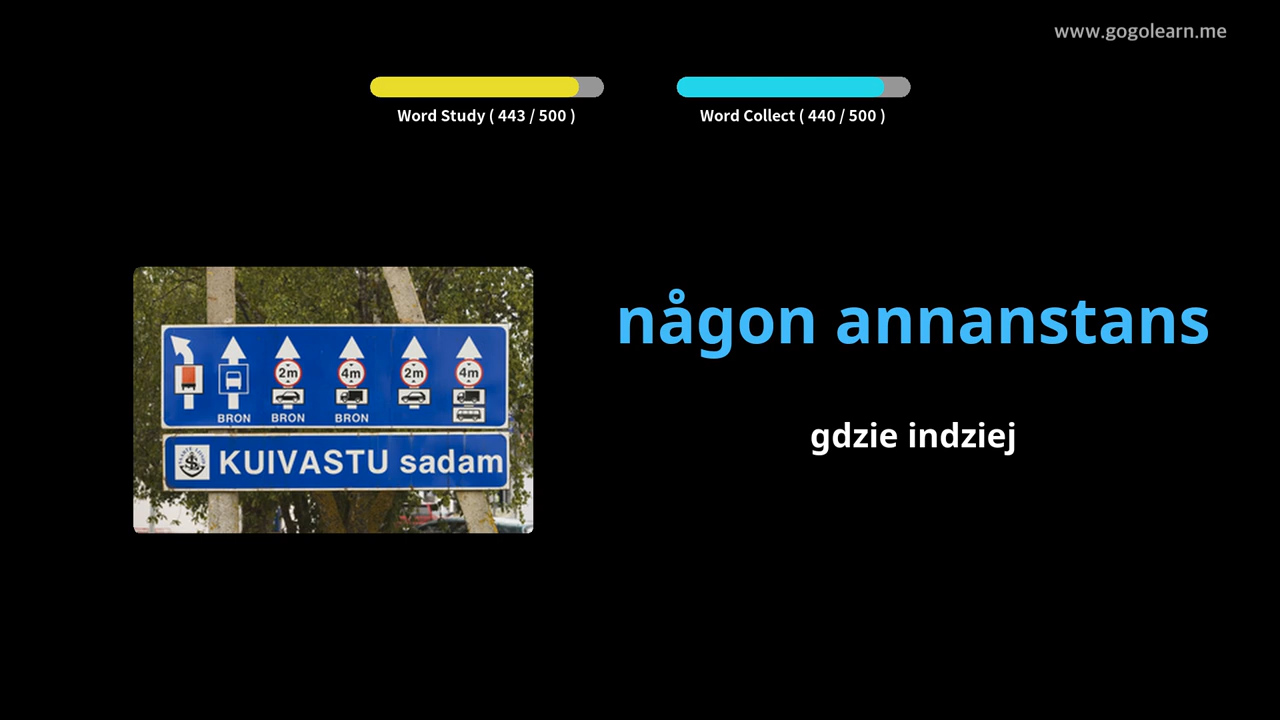 www.gogolearn.me
Word Study ( 443 / 500 )
Word Collect ( 440 / 500 )
2m 4m 2m 4m
BRON BRON BRON
KUIVASTU sadam
någon annanstans
gdzie indziej